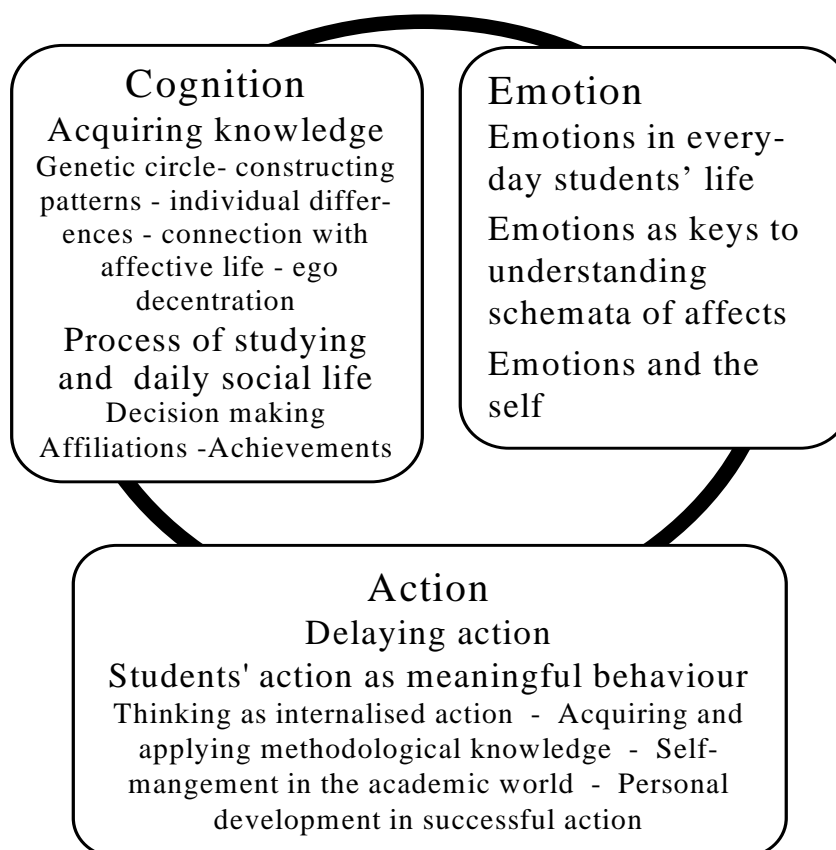 Cognition
Acquiring knowledge
Genetic circle- constructing
patterns - individual differ-
ences - connection with
affective life - ego
decentration
Process of studying
and daily social life
Decision making
Affiliations -Achievements
Emotion
Emotions in every-
day students’ life
Emotions as keys to
understanding
schemata of affects
Emotions and the
self
Action
Delaying action
Students' action as meaningful behaviour
Thinking as internalised action - Acquiring and
applying methodological knowledge - Self-
mangement in the academic world - Personal
development in successful action